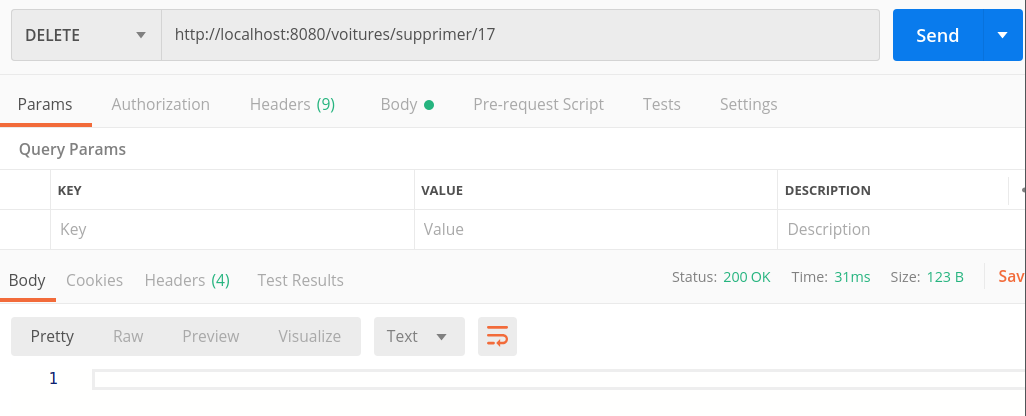 DELETE http://localhost:8080/voitures/supprimer/17 Send
Params Authorization Headers (9) Body Pre-request Script Tests Settings
Query Params
KEY VALUE DESCRIPTION
Key Value Description
Body Cookies Headers (4) Test Results Status: 200 OK Time: 31ms Size: 123 B Sav
Pretty Raw Preview Visualize Text
1